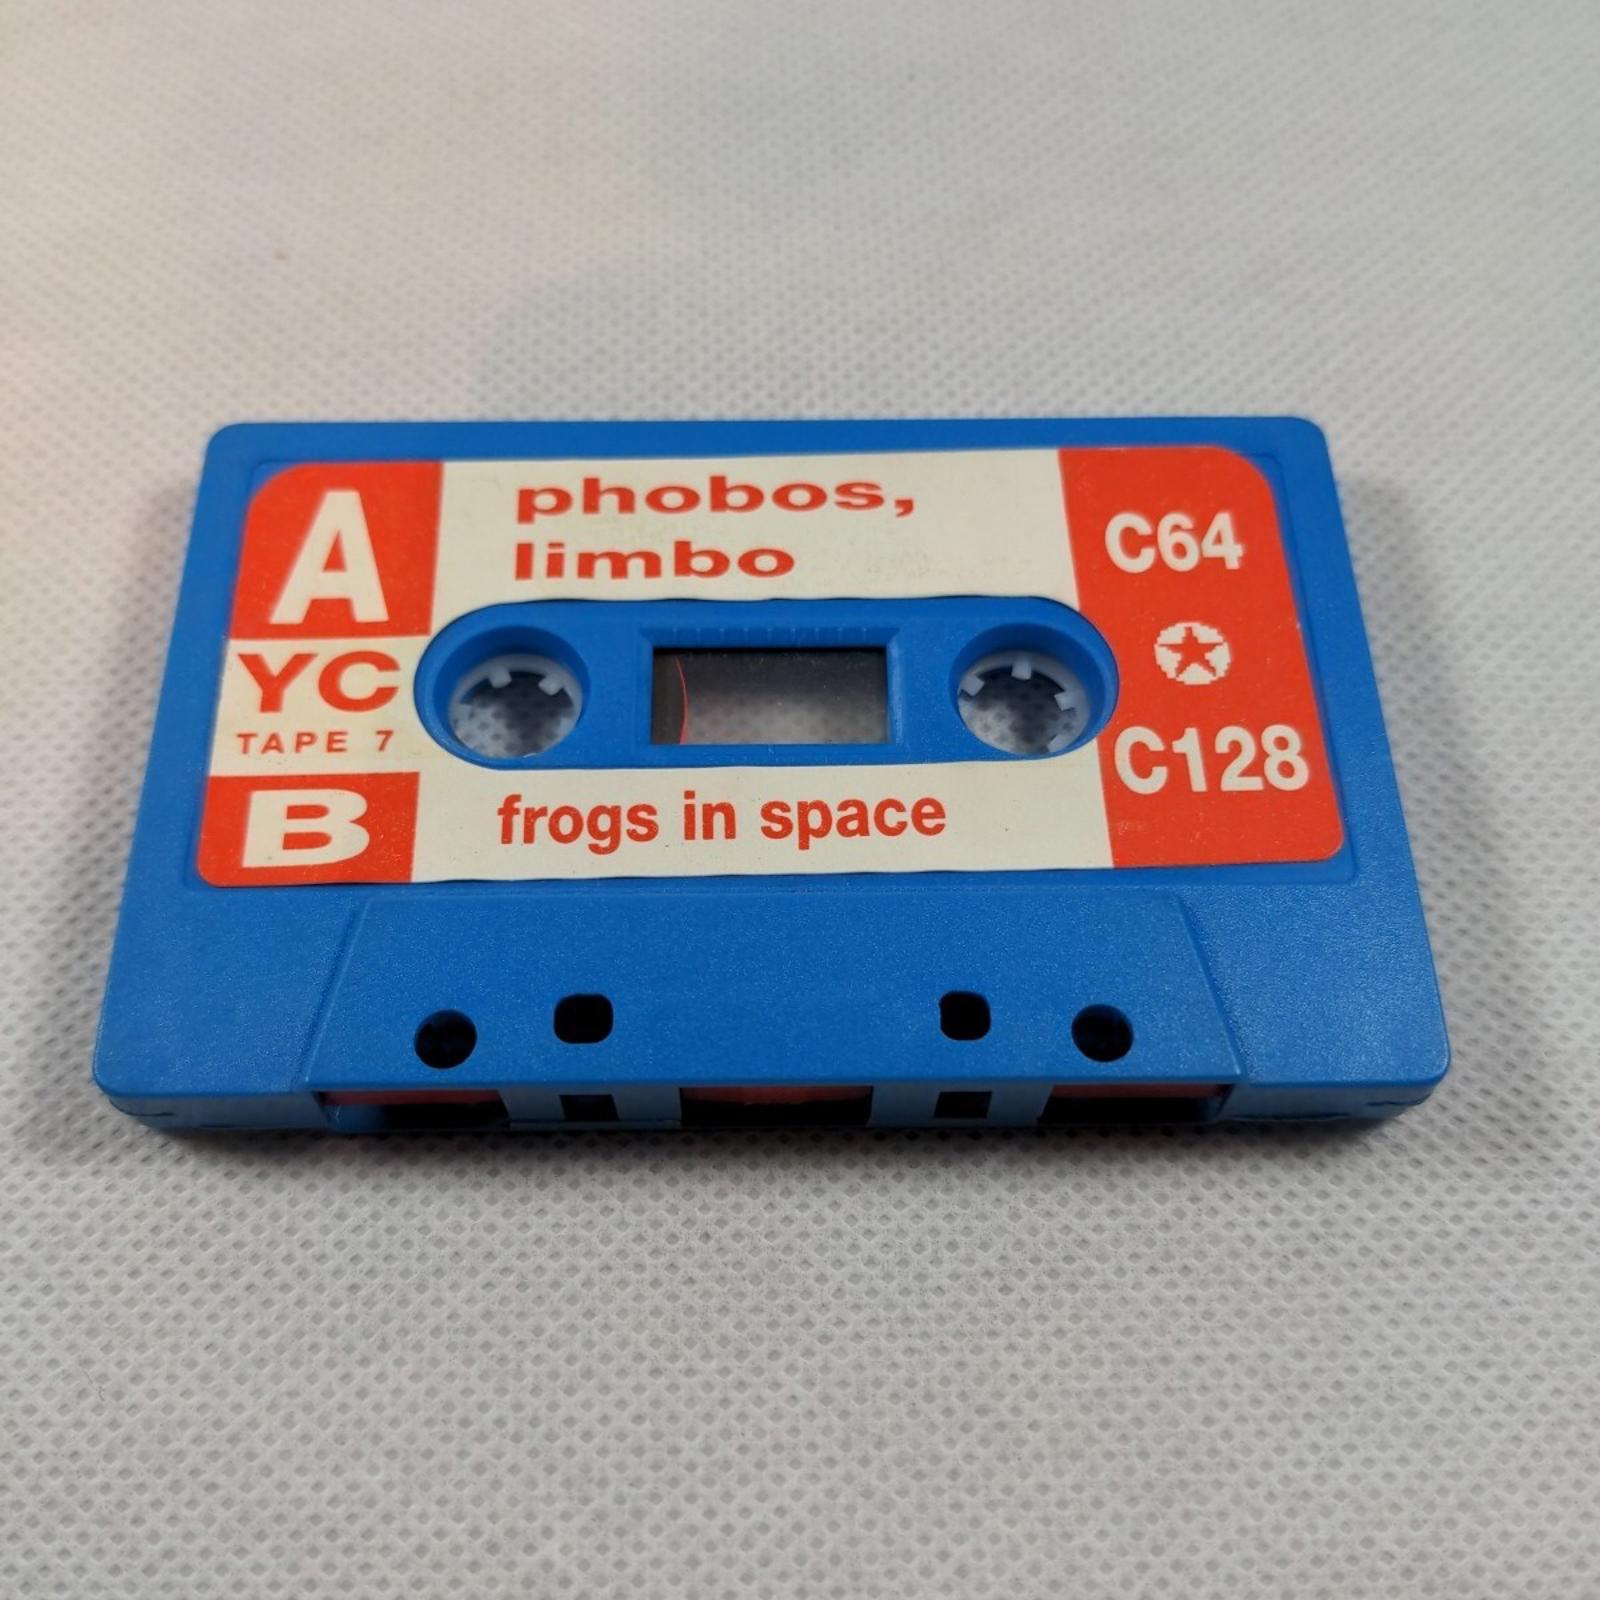 A
phobos,
limbo
C64
YC
TAPE 7
C128
B
frogs in space